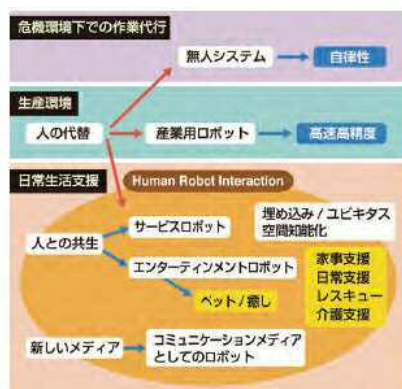 危機環境下での作業代行
無人システム
自律性
生産環境
人の代替
産業用ロボット
高速高精度
日常生活支援
Human Robot Interaction
埋め込み / ユビキタス
空間知能化
サービスロボット
人との共生
エンターティンメントロボット
ペット / 癒し
家事支援
日常支援
レスキュー
介護支援
新しいメディア
コミュニケーションメディア
としてのロボット